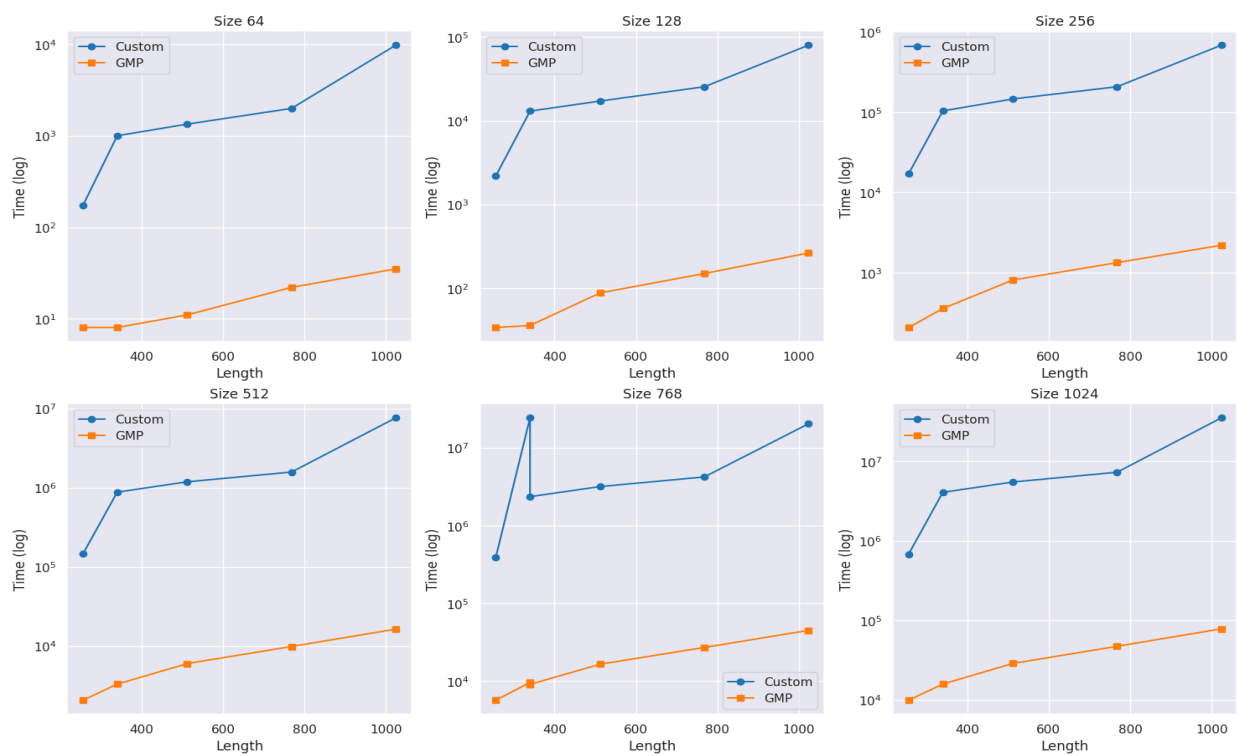 Size 64
Custom
GMP
10^4
10^3
10^2
10^1
Time (log)
400 600 800 1000
Length
Size 128
Custom
GMP
10^5
10^4
10^3
10^2
Time (log)
400 600 800 1000
Length
Size 256
Custom
GMP
10^6
10^5
10^4
10^3
Time (log)
400 600 800 1000
Length
Size 512
Custom
GMP
10^7
10^6
10^5
10^4
Time (log)
400 600 800 1000
Length
Size 768
10^7
10^6
10^5
10^4
Time (log)
Custom
GMP
400 600 800 1000
Length
Size 1024
Custom
GMP
10^7
10^6
10^5
10^4
Time (log)
400 600 800 1000
Length